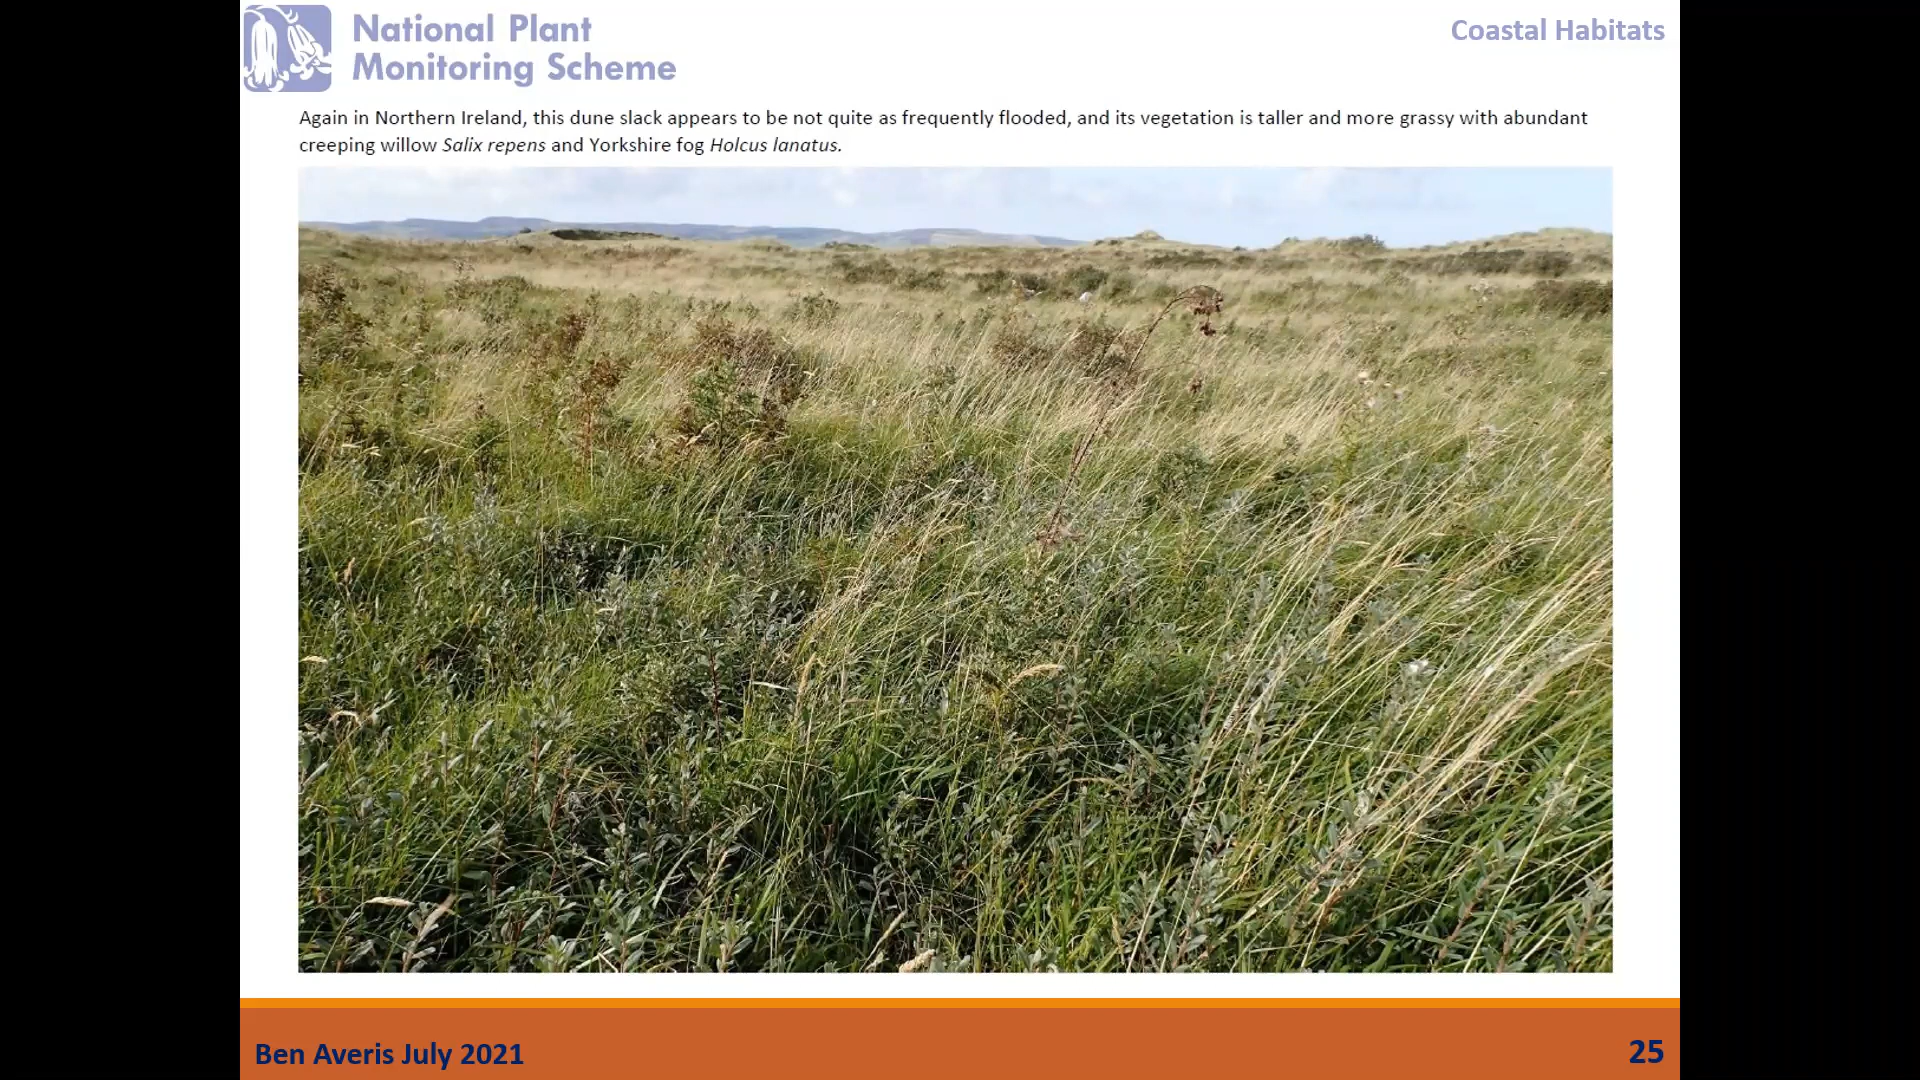 National Plant
Monitoring Scheme
Coastal Habitats
Again in Northern Ireland, this dune slack appears to be not quite as frequently flooded, and its vegetation is taller and more grassy with abundant
creeping willow Salix repens and Yorkshire fog Holcus lanatus.
Ben Averis July 2021
25